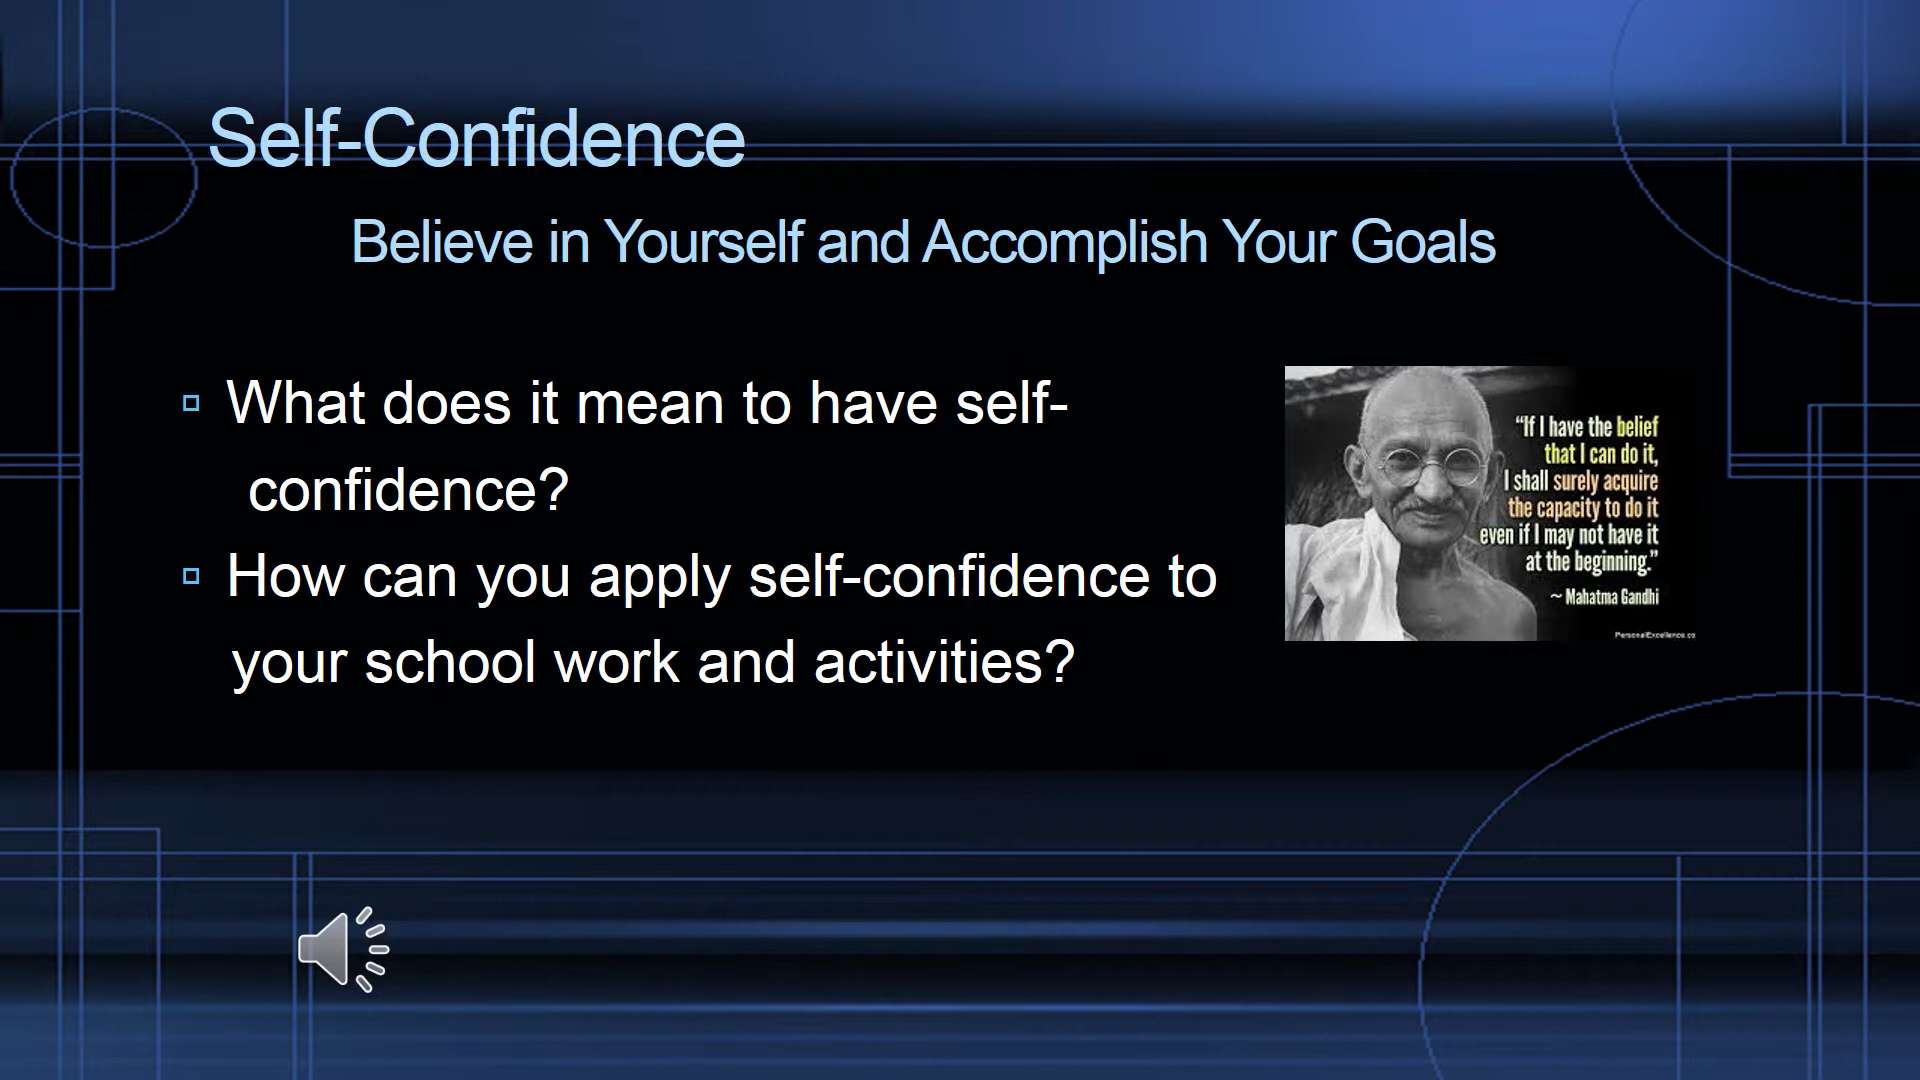 Self-Confidence
Believe in Yourself and Accomplish Your Goals
What does it mean to have self-
confidence?
How can you apply self-confidence to
your school work and activities?
“If I have the belief
that I can do it,
I shall surely acquire
the capacity to do it
even if I may not have it
at the beginning.”
~ Mahatma Gandhi
PersonalExcellence.co